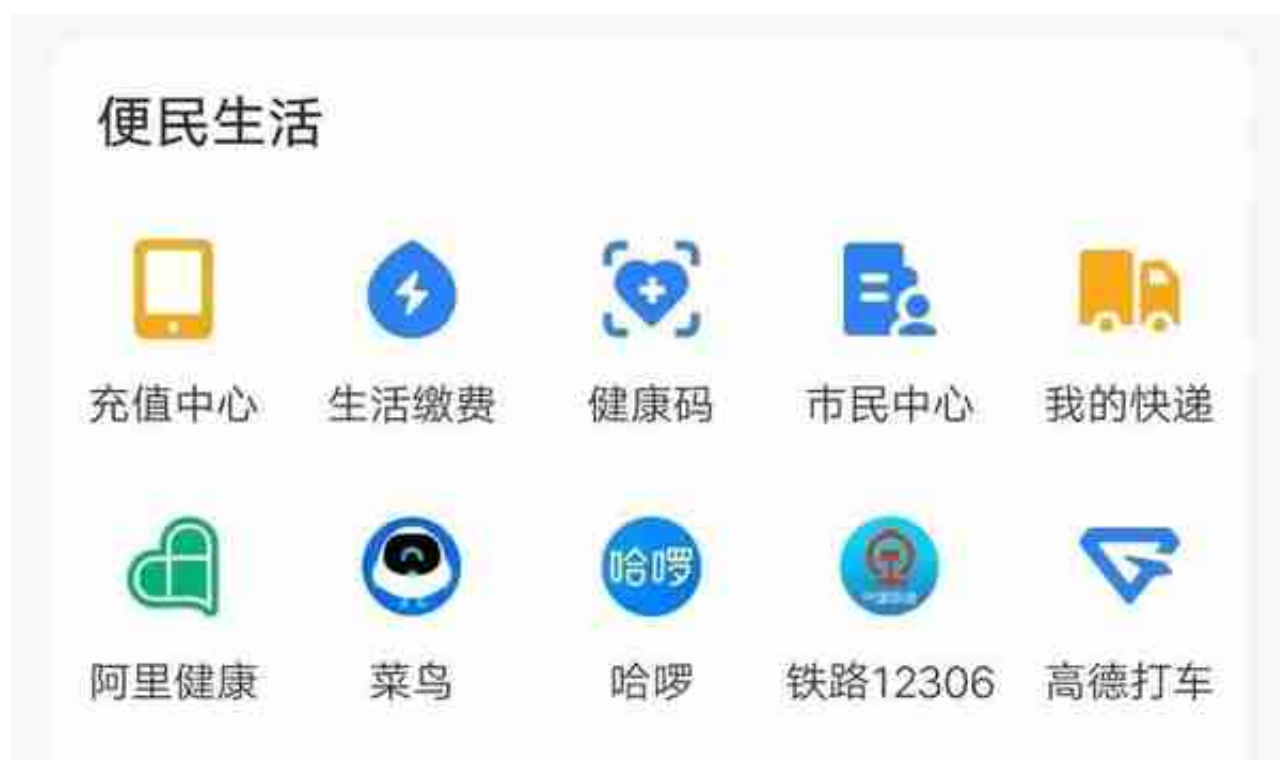 便民生活
充值中心 生活缴费 健康码 市民中心 我的快递
哈啰
阿里健康 菜鸟 哈啰 铁路12306 高德打车